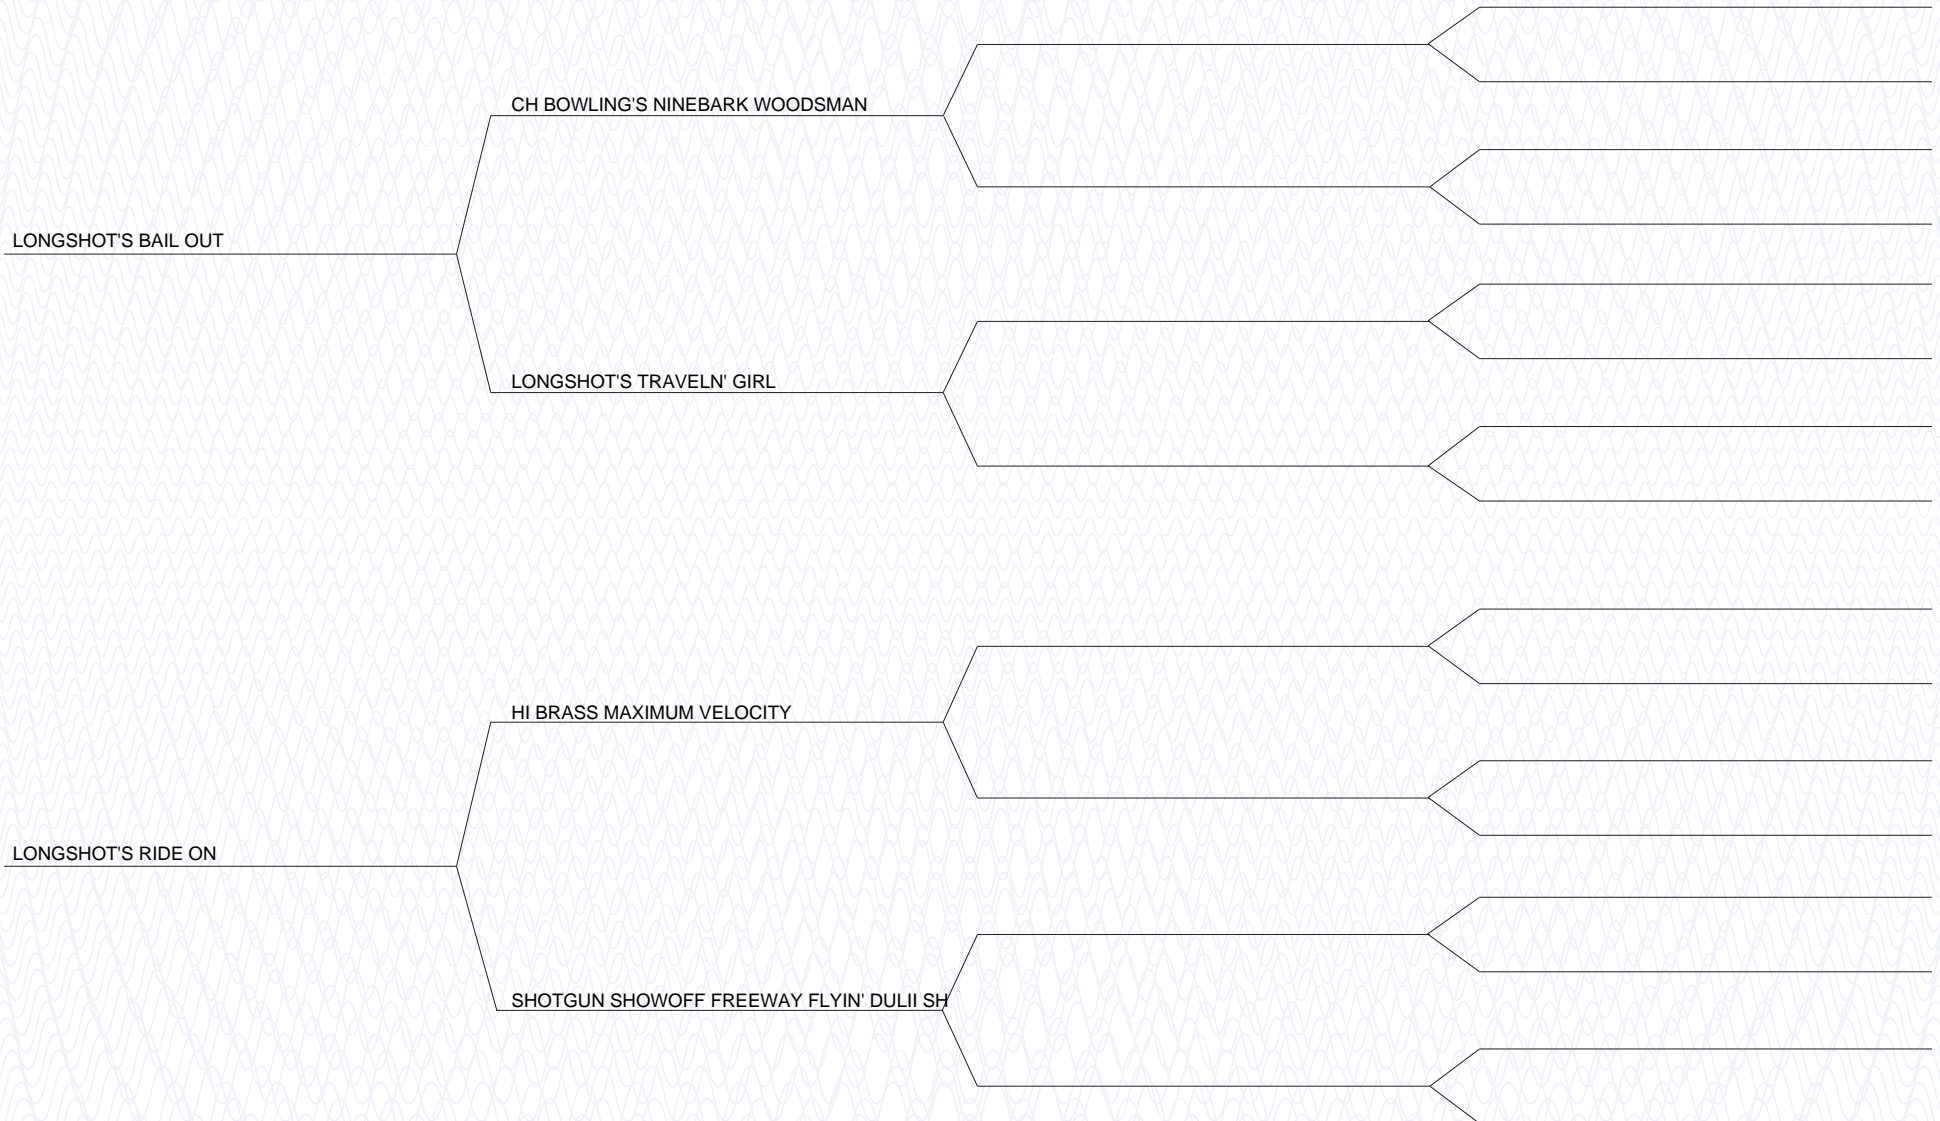 CH BOWLING'S NINEBARK WOODSMAN
LONGSHOT'S BAIL OUT
LONGSHOT'S TRAVELN' GIRL
HI BRASS MAXIMUM VELOCITY
LONGSHOT'S RIDE ON
SHOTGUN SHOWOFF FREEWAY FLYIN' DULII SH